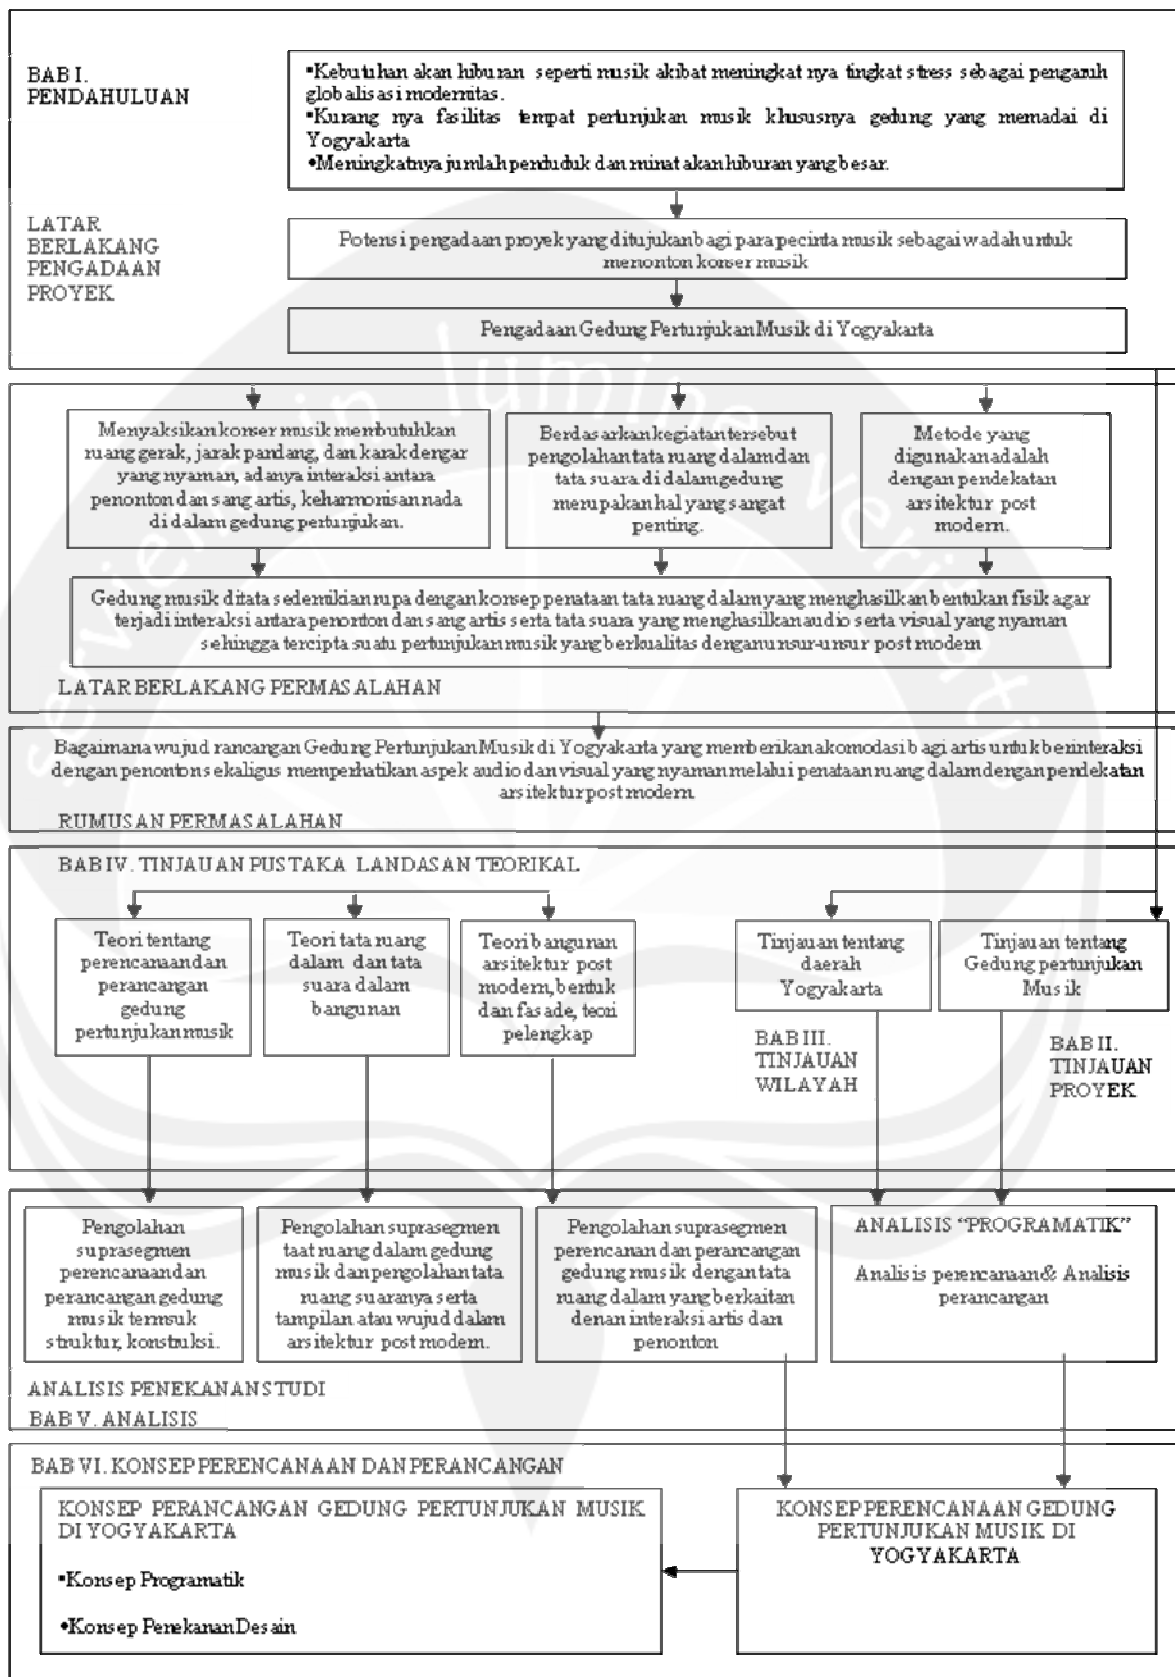 BAB I.
PENDAHULUAN
▪Kebutuhan akan hiburan seperti musik akibat meningkat nya tingkat stress sebagai pengaruh
globalisasi modernitas.
▪Kurang nya fasilitas tempat pertunjukan musik khususnya gedung yang memadai di
Yogyakarta
•Meningkatnya jumlah penduduk dan minat akan hiburan yang besar.
LATAR
BERLAKANG
PENGADAAN
PROYEK
Potensi pengadaan proyek yang ditujukan bagi para pecinta musik sebagai wadah untuk
menonton konser musik
Pengadaan Gedung Pertunjukan Musik di Yogyakarta
Menyaksikan konser musik membutuhkan
ruang gerak, jarak pandang, dan karak dengar
yang nyaman, adanya interaksi antara
penonton dan sang artis, keharmonisan nada
di dalam gedung pertunjukan.
Berdasarkan kegiatan tersebut
pengolahan tata ruang dalam dan
tata suara di dalam gedung
merupakan hal yang sangat
penting.
Metode yang
digunakan adalah
dengan pendekatan
arsitektur post
modern.
Gedung musik ditata sedemikian rupa dengan konsep penataan tata ruang dalam yang menghasilkan bentukan fisik agar
terjadi interaksi antara penonton dan sang artis serta tata suara yang menghasilkan audio serta visual yang nyaman
sehingga tercipta suatu pertunjukan musik yang berkualitas dengan unsur-unsur post modern
LATAR BERLAKANG PERMASALAHAN
Bagaimana wujud rancangan Gedung Pertunjukan Musik di Yogyakarta yang memberikan akomodasi bagi artis untuk berinteraksi
dengan penonton sekaligus memperhatikan aspek audio dan visual yang nyaman melalui penataan ruang dalam dengan pendekatan
arsitektur post modern
RUMUSAN PERMASALAHAN
BAB IV. TINJAUAN PUSTAKA LANDASAN TEORIKAL
Teori tentang
perencanaan dan
perancangan
gedung
pertunjukan musik
Teori tata ruang
dalam dan tata
suara dalam
bangunan
Teori bangunan
arsitektur post
modern, bentuk
dan fasade, teori
pelengkap
Tinjauan tentang
daerah
Yogyakarta
Tinjauan tentang
Gedung pertunjukan
Musik
BAB III.
TINJAUAN
WILAYAH
BAB II.
TINJAUAN
PROYEK
Pengolahan
suprasegmen
perencanaan dan
perancangan gedung
musik termsuk
struktur, konstruksi.
Pengolahan suprasegmen
taat ruang dalam gedung
musik dan pengolahan tata
ruang suaranya serta
tampilan atau wujud dalam
arsitektur post modern.
Pengolahan suprasegmen
perencanan dan perancangan
gedung musik dengan tata
ruang dalam yang berkaitan
denan interaksi artis dan
penonton
ANALISIS “PROGRAMATIK”
Analisis perencanaan & Analisis
perancangan
ANALISIS PENEKANAN STUDI
BAB V. ANALISIS
BAB VI. KONSEP PERENCANAAN DAN PERANCANGAN
KONSEP PERANCANGAN GEDUNG PERTUNJUKAN MUSIK
DI YOGYAKARTA
▪Konsep Programatik
•Konsep Penekanan Desain
KONSEP PERENCANAAN GEDUNG
PERTUNJUKAN MUSIK DI
YOGYAKARTA
serviens in lumine veritatis